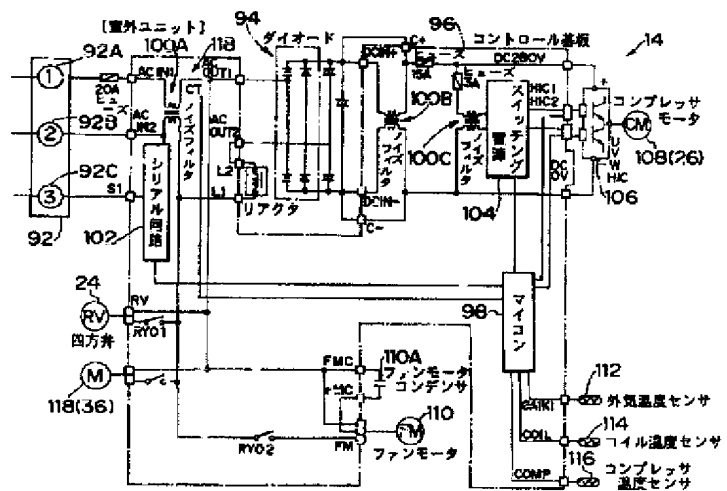 [室外ユニット]
94
ダイオード
96
コントロール基板
14
92A
100A
118
C+
DCIN+
ヒューズ
DC280V
1
20A
ヒューズ
AC IN1
AC OUT1
CT
15A
3A
ヒューズ
HIC1
HIC2
コンプレッサ
モータ
100B
CM
2
92B
AC IN2
ノイズフィルタ
AC OUT2
ノイズフィルタ
100C
ノイズフィルタ
スイッチング電源
U
V
W
HIC
108(26)
92C
L2
DC 0V
3
S1
シリアル回路
L1
リアクタ
DCIN-
104
106
92
102
C-
24
RV
RV
RY01
四方弁
98
マイコン
FMC
110A
ファンモータ
コンデンサ
112
M
外気温度センサ
118(36)
110
114
FM
COIL
コイル温度センサ
RY02
FM
ファンモータ
COMP
116
コンプレッサ
温度センサ